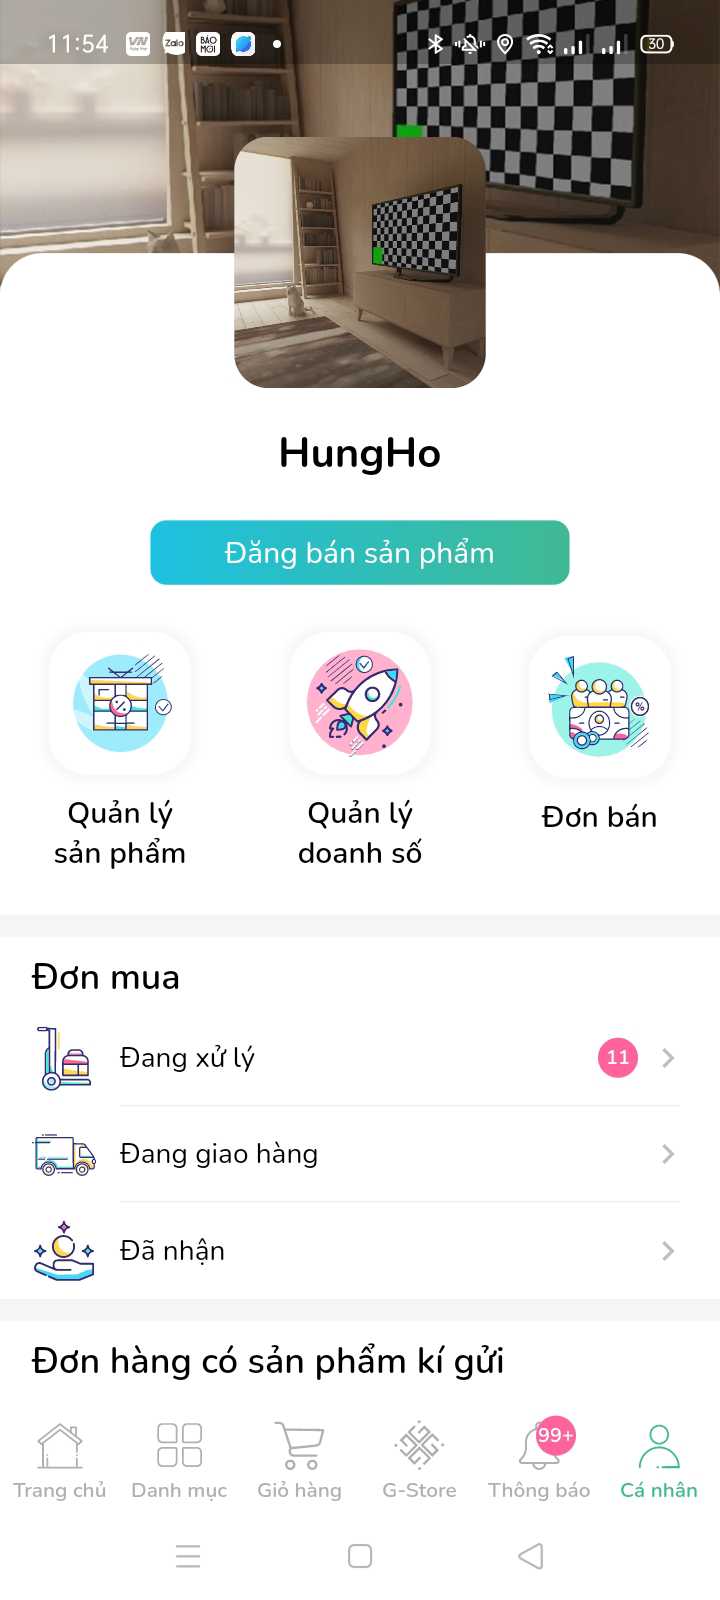 11:54
VN
Zalo
BÁO MỚI
30
HungHo
Đăng bán sản phẩm
Quản lý
sản phẩm
Quản lý
doanh số
Đơn bán
Đơn mua
Đang xử lý
11
Đang giao hàng
Đã nhận
Đơn hàng có sản phẩm kí gửi
99+
Trang chủ
Danh mục
Giỏ hàng
G-Store
Thông báo
Cá nhân